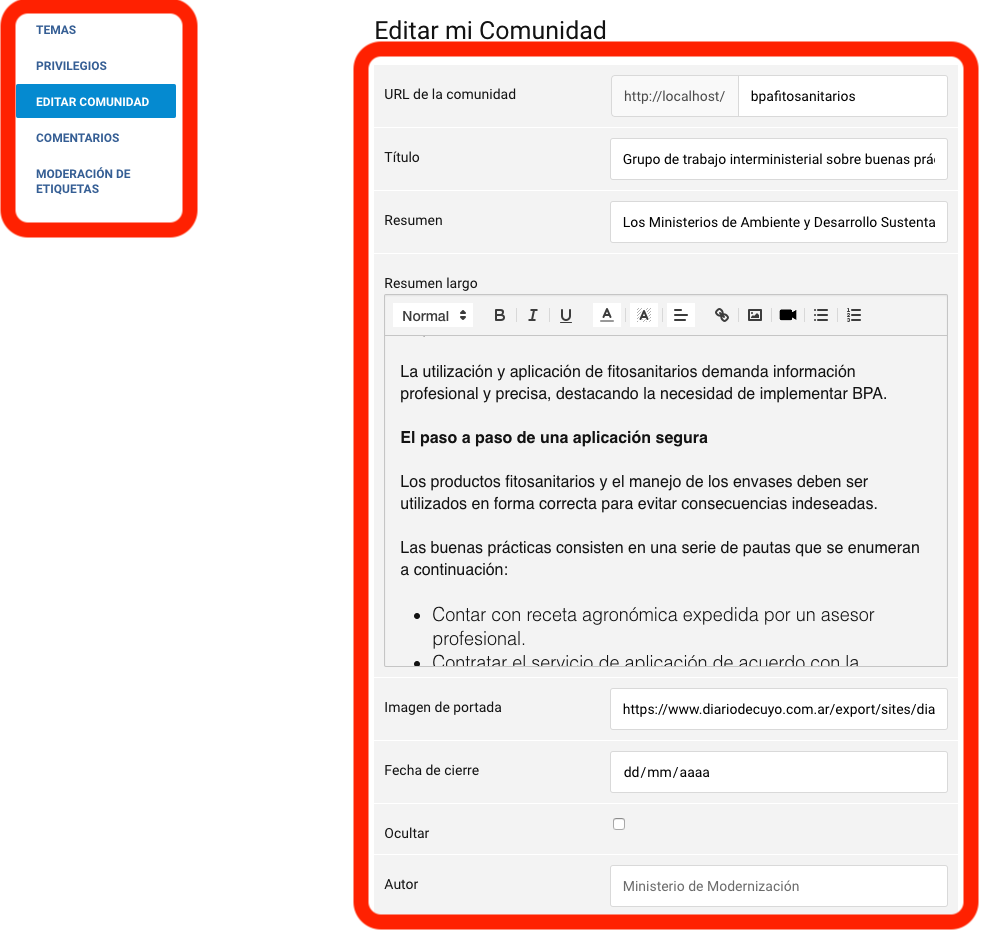 TEMAS
PRIVILEGIOS
EDITAR COMUNIDAD
COMENTARIOS
MODERACIÓN DE
ETIQUETAS
Editar mi Comunidad
URL de la comunidad
http://localhost/ bpafitosanitarios
Título
Grupo de trabajo interministerial sobre buenas prá
Resumen
Los Ministerios de Ambiente y Desarrollo Sustenta
Resumen largo
Normal B I U A A
La utilización y aplicación de fitosanitarios demanda información
profesional y precisa, destacando la necesidad de implementar BPA.
El paso a paso de una aplicación segura
Los productos fitosanitarios y el manejo de los envases deben ser
utilizados en forma correcta para evitar consecuencias indeseadas.
Las buenas prácticas consisten en una serie de pautas que se enumeran
a continuación:
• Contar con receta agronómica expedida por un asesor
profesional.
• Contratar el servicio de aplicación de acuerdo con la
Imagen de portada
https://www.diariodecuyo.com.ar/export/sites/dia
Fecha de cierre
dd/mm/aaaa
Ocultar
Autor
Ministerio de Modernización